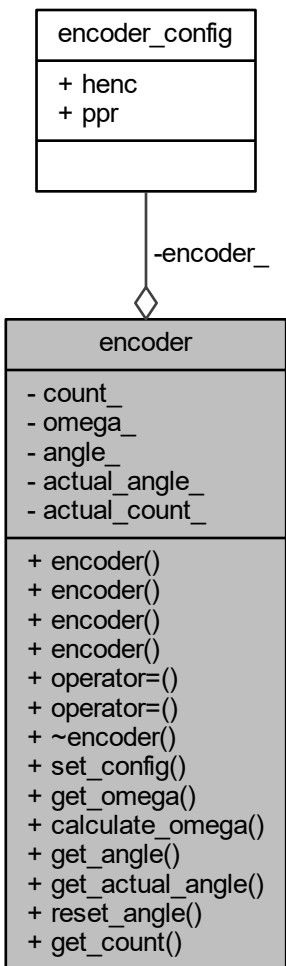 encoder_config
+ henc
+ ppr
-encoder_
encoder
- count_
- omega_
- angle_
- actual_angle_
- actual_count_
+ encoder()
+ encoder()
+ encoder()
+ encoder()
+ operator=()
+ operator=()
+ ~encoder()
+ set_config()
+ get_omega()
+ calculate_omega()
+ get_angle()
+ get_actual_angle()
+ reset_angle()
+ get_count()